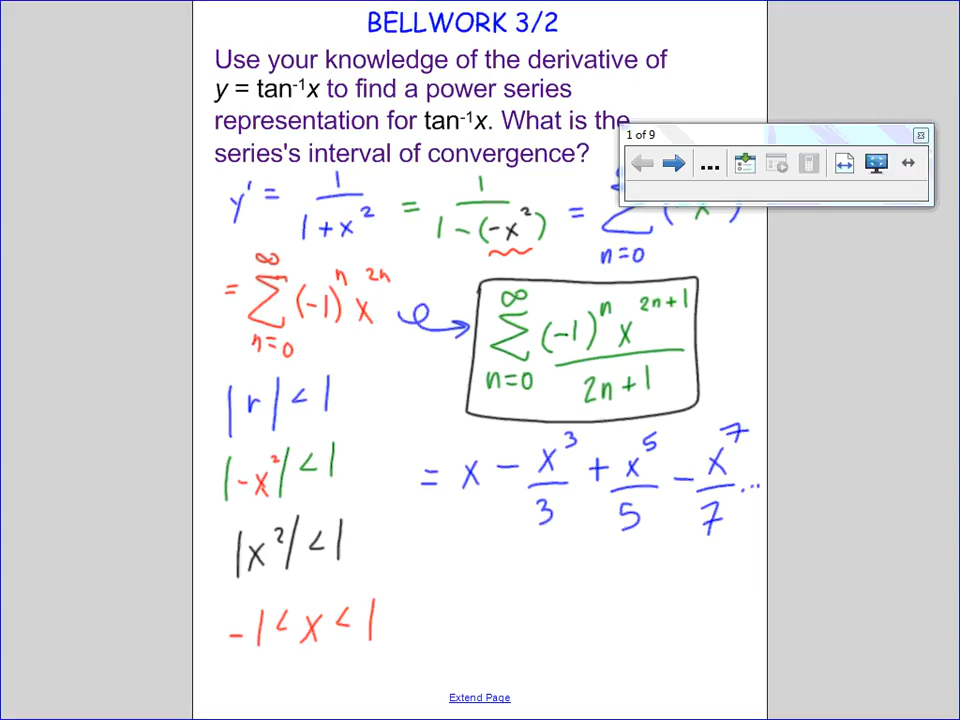 BELLWORK 3/2
Use your knowledge of the derivative of
y = tan⁻¹x to find a power series
representation for tan⁻¹x. What is the
series's interval of convergence?
1 of 9
y' = 1/(1 + x²) = 1/(1 - (-x²)) = ∑ n=0 (-x
= ∑ n=0 ∞ (-1)ⁿ x²ⁿ
∑ n=0 ∞ (-1)ⁿ x²ⁿ⁺¹/(2n+1)
|r| < 1
= x - x³/3 + x⁵/5 - x⁷/7 ...
|-x²| < 1
|x²| < 1
-1 < x < 1
Extend Page